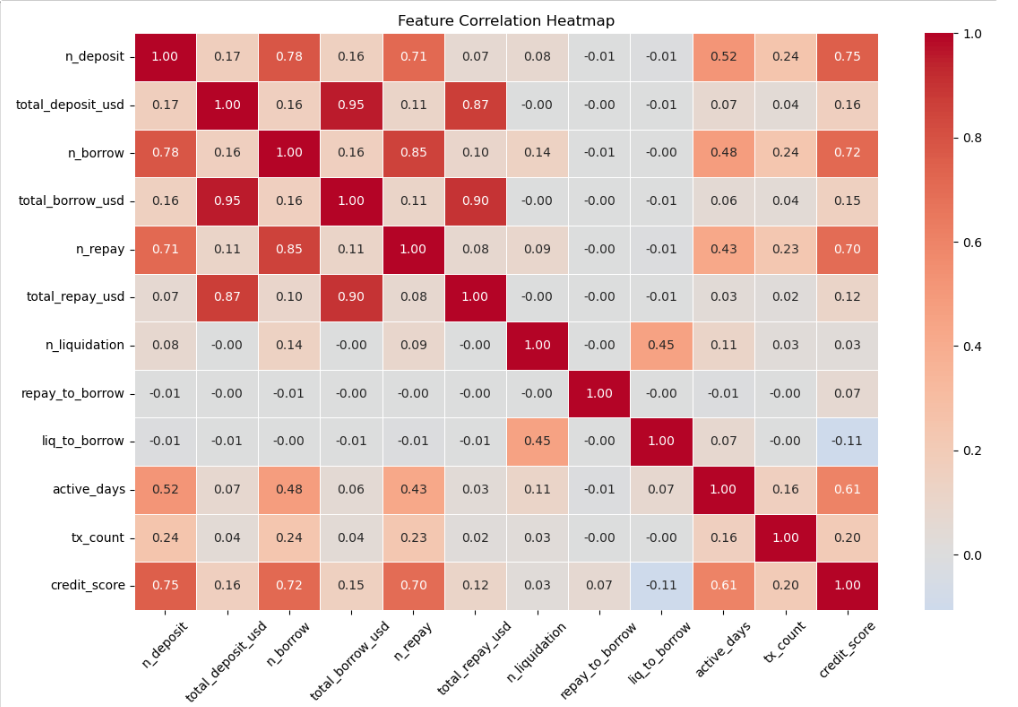 Feature Correlation Heatmap
n_deposit 1.00 0.17 0.78 0.16 0.71 0.07 0.08 -0.01 -0.01 0.52 0.24 0.75
total_deposit_usd 0.17 1.00 0.16 0.95 0.11 0.87 -0.00 -0.00 -0.01 0.07 0.04 0.16
n_borrow 0.78 0.16 1.00 0.16 0.85 0.10 0.14 -0.01 -0.00 0.48 0.24 0.72
total_borrow_usd 0.16 0.95 0.16 1.00 0.11 0.90 -0.00 -0.00 -0.01 0.06 0.04 0.15
n_repay 0.71 0.11 0.85 0.11 1.00 0.08 0.09 -0.00 -0.01 0.43 0.23 0.70
total_repay_usd 0.07 0.87 0.10 0.90 0.08 1.00 -0.00 -0.00 -0.01 0.03 0.02 0.12
n_liquidation 0.08 -0.00 0.14 -0.00 0.09 -0.00 1.00 -0.00 0.45 0.11 0.03 0.03
repay_to_borrow -0.01 -0.00 -0.01 -0.00 -0.00 -0.00 -0.00 1.00 -0.00 -0.01 -0.00 0.07
liq_to_borrow -0.01 -0.01 -0.00 -0.01 -0.01 -0.01 0.45 -0.00 1.00 0.07 -0.00 -0.11
active_days 0.52 0.07 0.48 0.06 0.43 0.03 0.11 -0.01 0.07 1.00 0.16 0.61
tx_count 0.24 0.04 0.24 0.04 0.23 0.02 0.03 -0.00 -0.00 0.16 1.00 0.20
credit_score 0.75 0.16 0.72 0.15 0.70 0.12 0.03 0.07 -0.11 0.61 0.20 1.00
n_deposit total_deposit_usd n_borrow total_borrow_usd n_repay total_repay_usd n_liquidation repay_to_borrow liq_to_borrow active_days tx_count credit_score
1.0
0.8
0.6
0.4
0.2
0.0